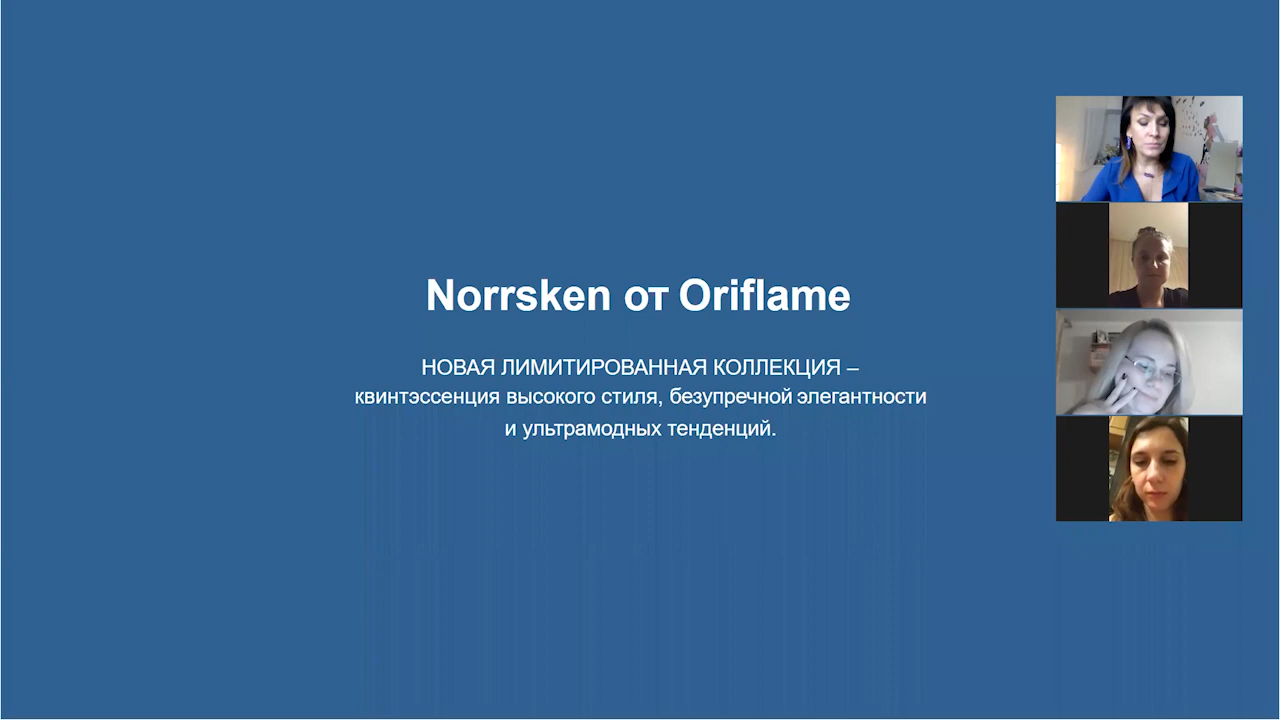 Norrsken от Oriflame
НОВАЯ ЛИМИТИРОВАННАЯ КОЛЛЕКЦИЯ –
квинтэссенция высокого стиля, безупречной элегантности
и ультрамодных тенденций.